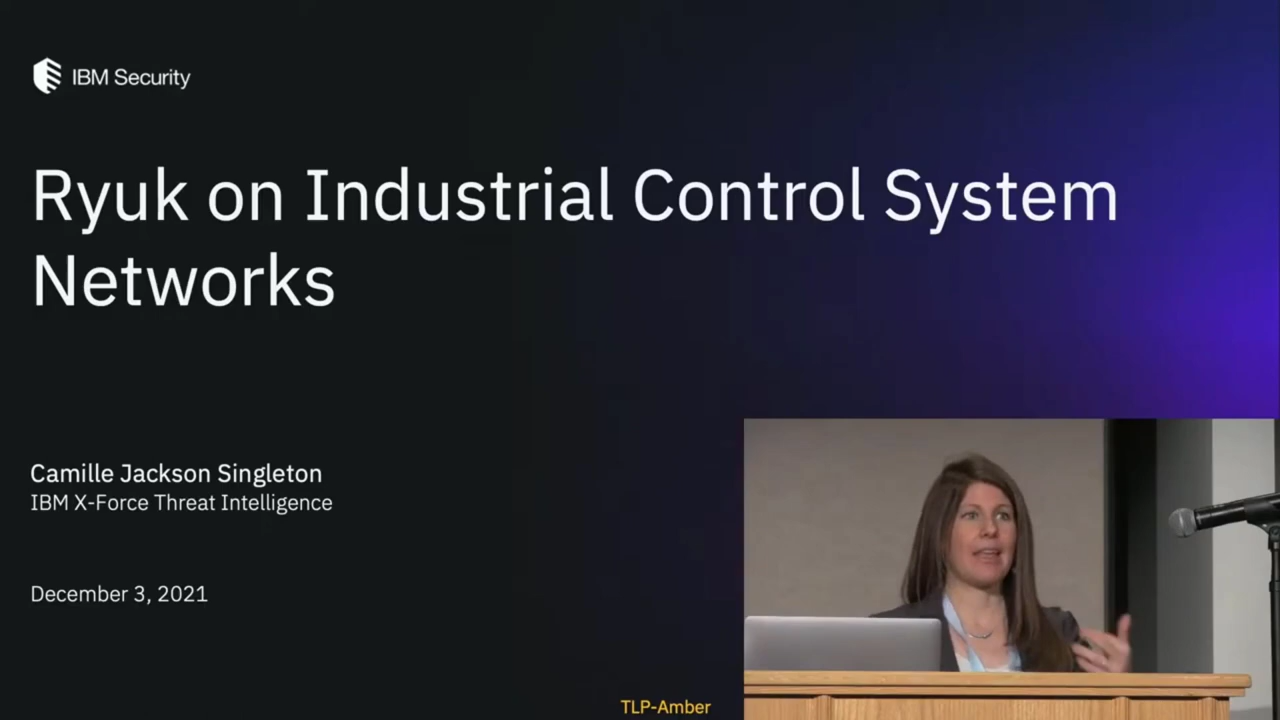 IBM Security
Ryuk on Industrial Control System
Networks
Camille Jackson Singleton
IBM X-Force Threat Intelligence
December 3, 2021
TLP-Amber